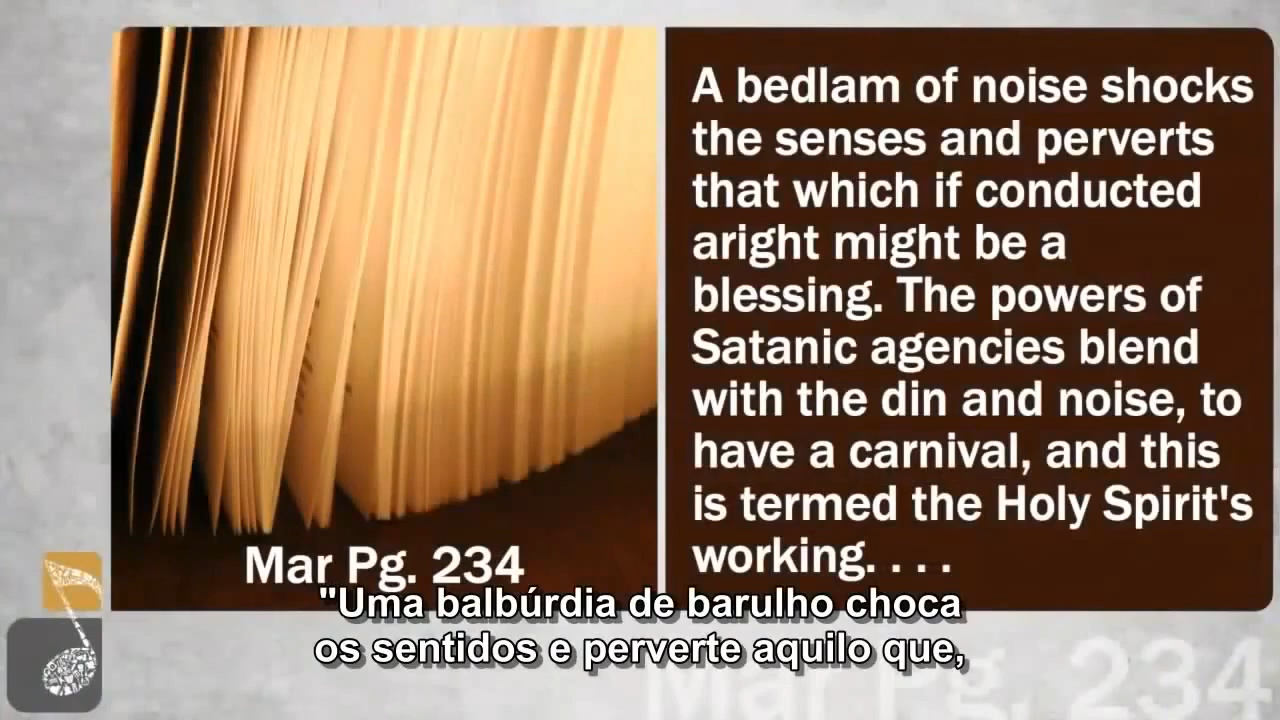 A bedlam of noise shocks
the senses and perverts
that which if conducted
aright might be a
blessing. The powers of
Satanic agencies blend
with the din and noise, to
have a carnival, and this
is termed the Holy Spirit's
working. . . .
Mar Pg. 234
"Uma balbúrdia de barulho choca
os sentidos e perverte aquilo que,
Mar Pg. 234